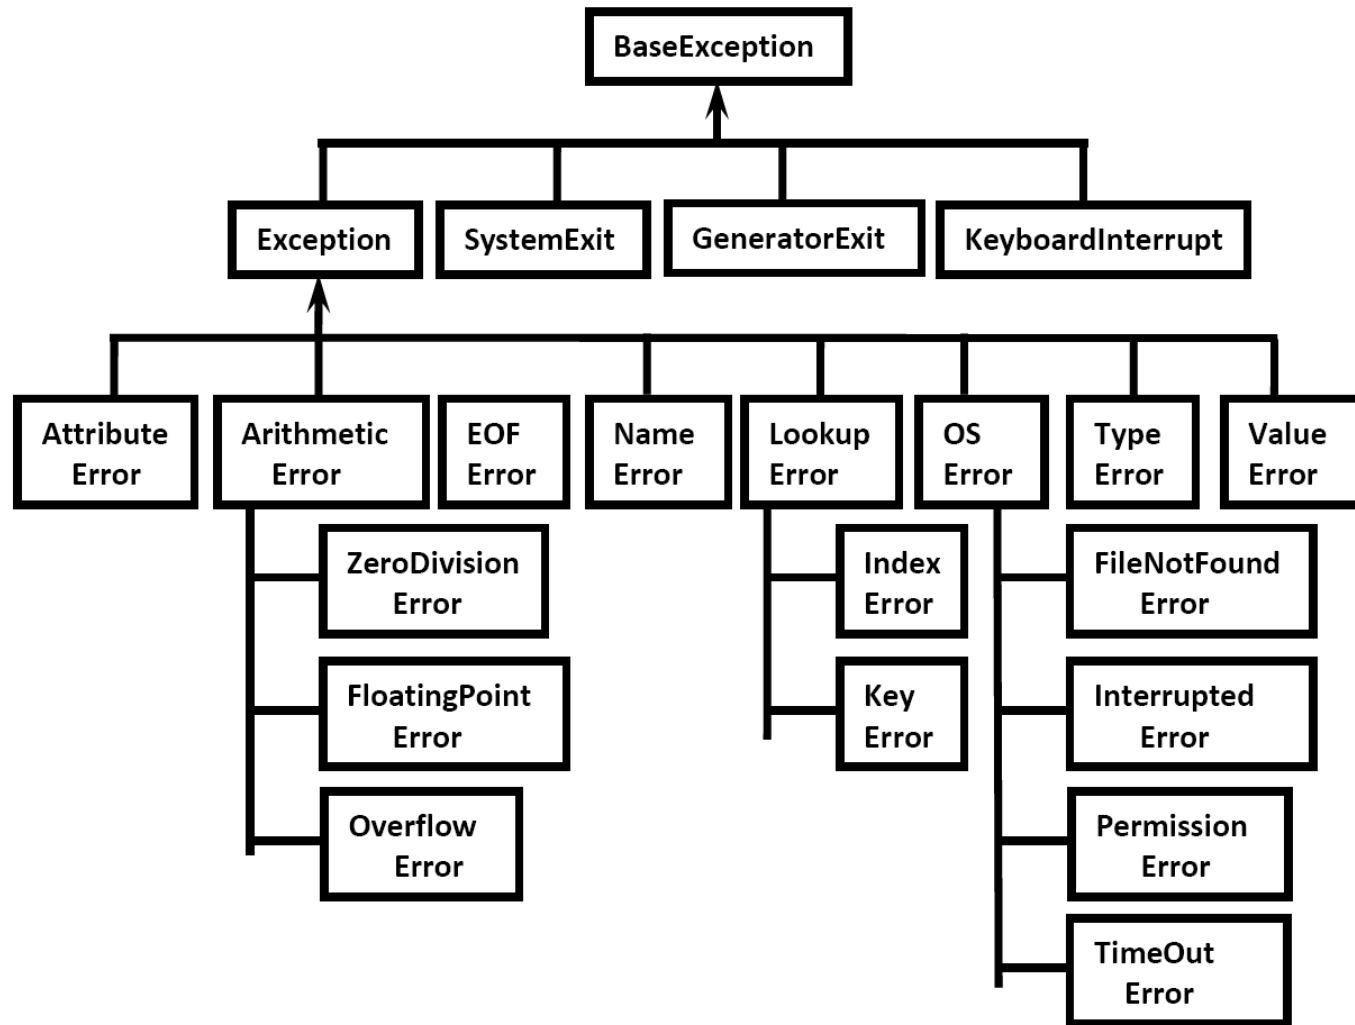 BaseException
Exception
SystemExit
GeneratorExit
KeyboardInterrupt
Attribute
Error
Arithmetic
Error
EOF
Error
Name
Error
Lookup
Error
OS
Error
Type
Error
Value
Error
ZeroDivision
Error
FloatingPoint
Error
Overflow
Error
Index
Error
Key
Error
FileNotFound
Error
Interrupted
Error
Permission
Error
TimeOut
Error